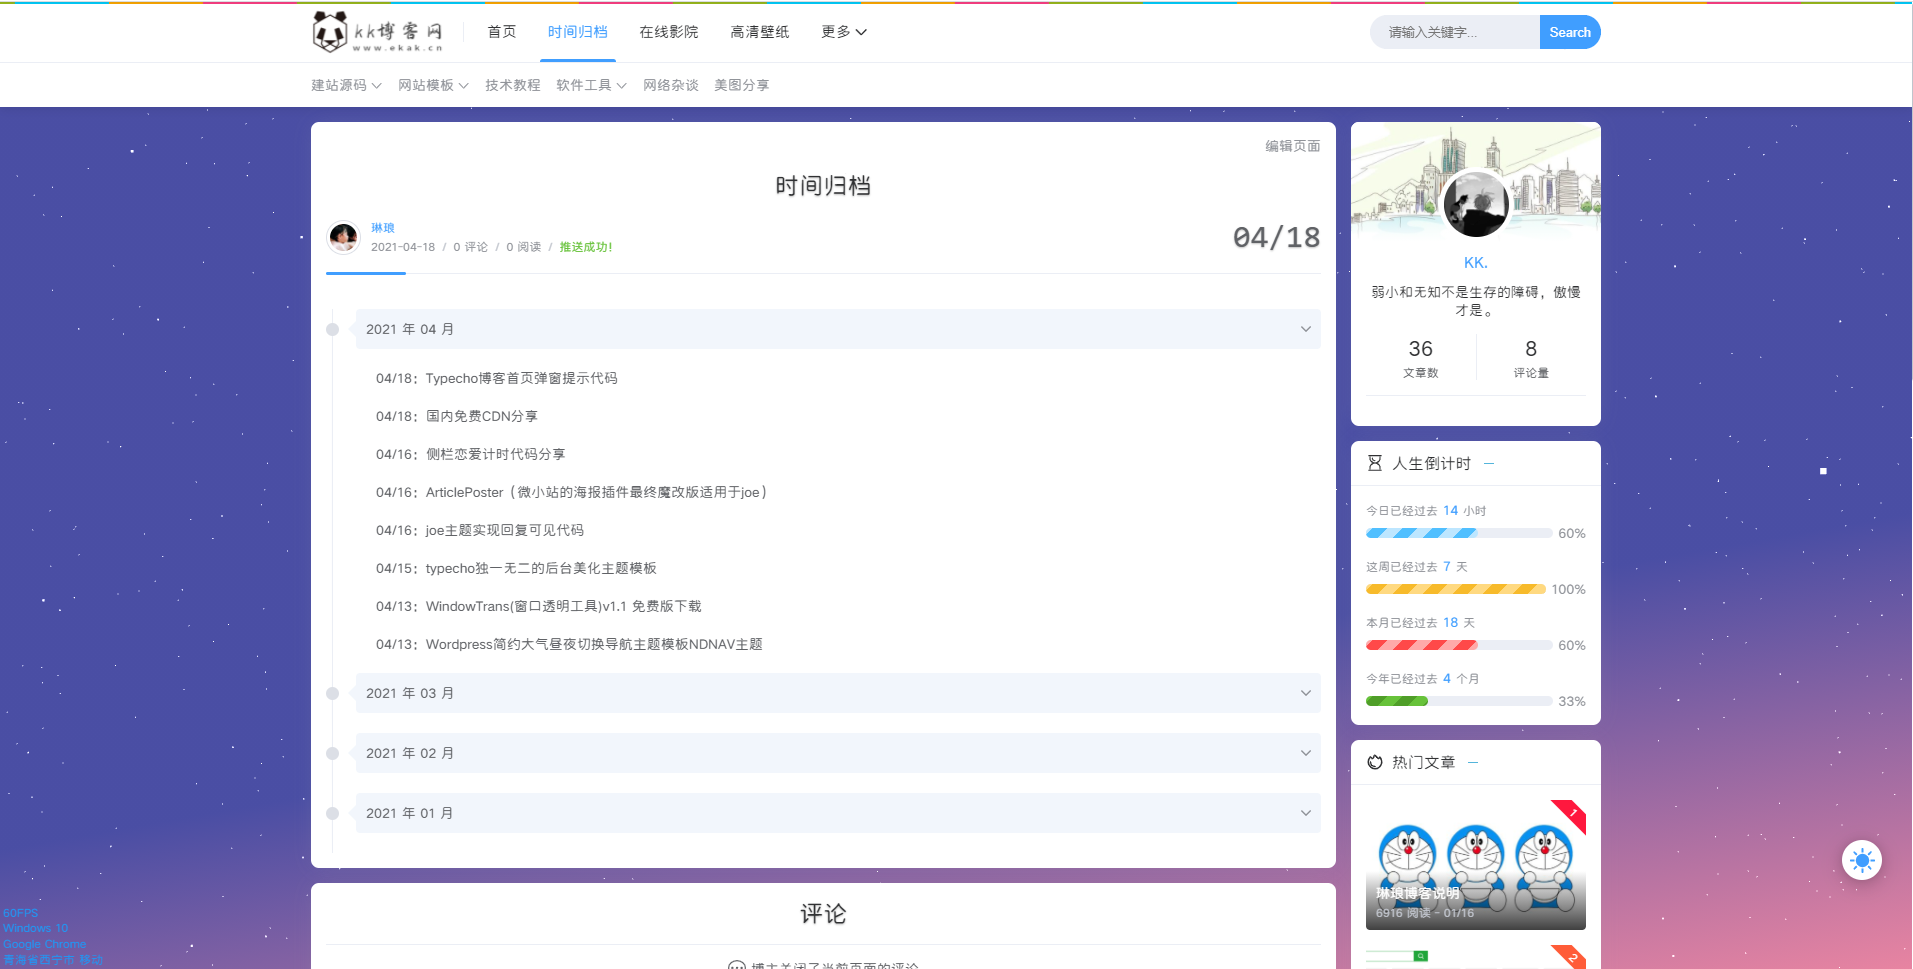 kk博客网
www.ekak.cn
首页 时间归档 在线影院 高清壁纸 更多
请输入关键字...
Search
建站源码 网站模板 技术教程 软件工具 网络杂谈 美图分享
编辑页面
时间归档
琳琅
2021-04-18 / 0 评论 / 0 阅读 / 推送成功!
04/18
2021 年 04 月
04/18：Typecho博客首页弹窗提示代码
04/18：国内免费CDN分享
04/16：侧栏恋爱计时代码分享
04/16：ArticlePoster（微小站的海报插件最终魔改版适用于joe）
04/16：joe主题实现回复可见代码
04/15：typecho独一无二的后台美化主题模板
04/13：WindowTrans(窗口透明工具)v1.1 免费版下载
04/13：Wordpress简约大气昼夜切换导航主题模板NDNAV主题
2021 年 03 月
2021 年 02 月
2021 年 01 月
评论
博主关闭了当前页面的评论
KK.
弱小和无知不是生存的障碍，傲慢
才是。
36 8
文章数 评论量
人生倒计时
今日已经过去 14 小时
60%
这周已经过去 7 天
100%
本月已经过去 18 天
60%
今年已经过去 4 个月
33%
热门文章
1
琳琅博客说明
6916 阅读 - 01/16
2
60FPS
Windows 10
Google Chrome
青海省西宁市 移动